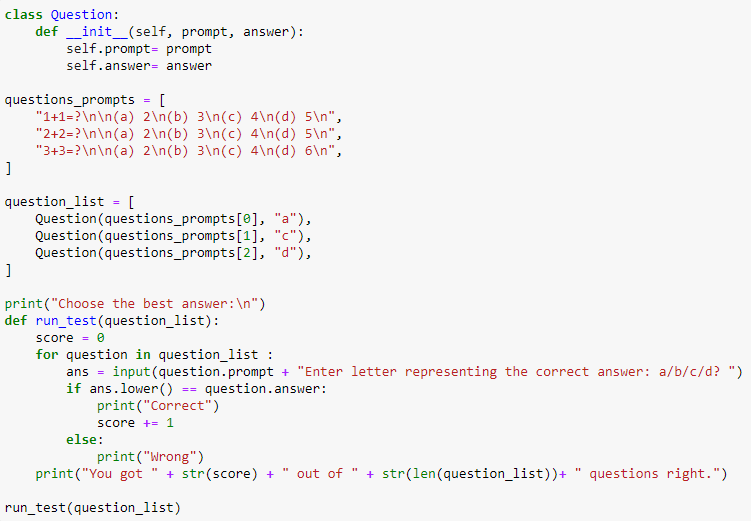 class Question:
    def __init__(self, prompt, answer):
        self.prompt= prompt
        self.answer= answer

questions_prompts = [
    "1+1=?\n\n(a) 2\n(b) 3\n(c) 4\n(d) 5\n",
    "2+2=?\n\n(a) 2\n(b) 3\n(c) 4\n(d) 5\n",
    "3+3=?\n\n(a) 2\n(b) 3\n(c) 4\n(d) 6\n",
]

question_list = [
    Question(questions_prompts[0], "a"),
    Question(questions_prompts[1], "c"),
    Question(questions_prompts[2], "d"),
]

print("Choose the best answer:\n")
def run_test(question_list):
    score = 0
    for question in question_list :
        ans = input(question.prompt + "Enter letter representing the correct answer: a/b/c/d? ")
        if ans.lower() == question.answer:
            print("Correct")
            score += 1
        else:
            print("Wrong")
    print("You got " + str(score) + " out of " + str(len(question_list))+ " questions right.")

run_test(question_list)